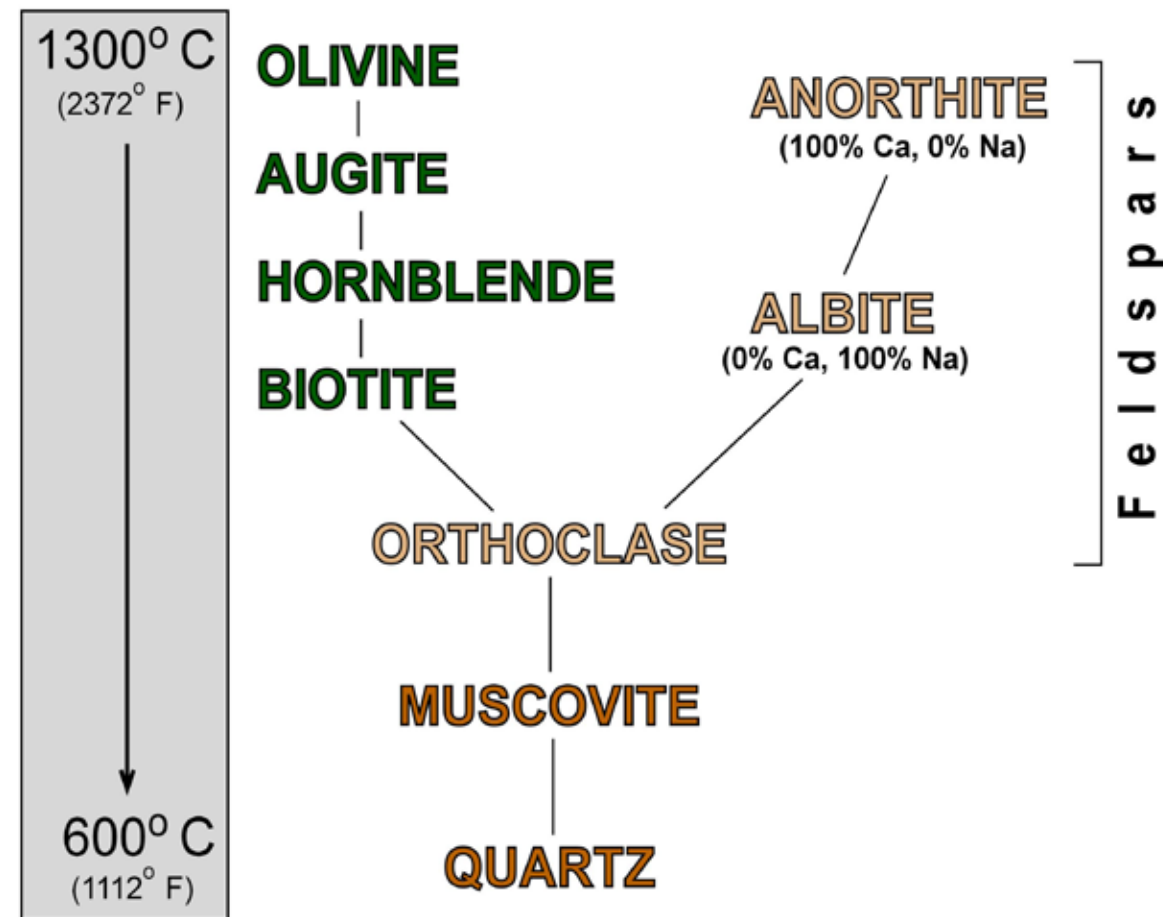 1300° C
(2372° F)
600° C
(1112° F)
OLIVINE
AUGITE
HORNBLENDE
BIOTITE
ANORTHITE
(100% Ca, 0% Na)
ALBITE
(0% Ca, 100% Na)
ORTHOCLASE
MUSCOVITE
QUARTZ
Feldspars